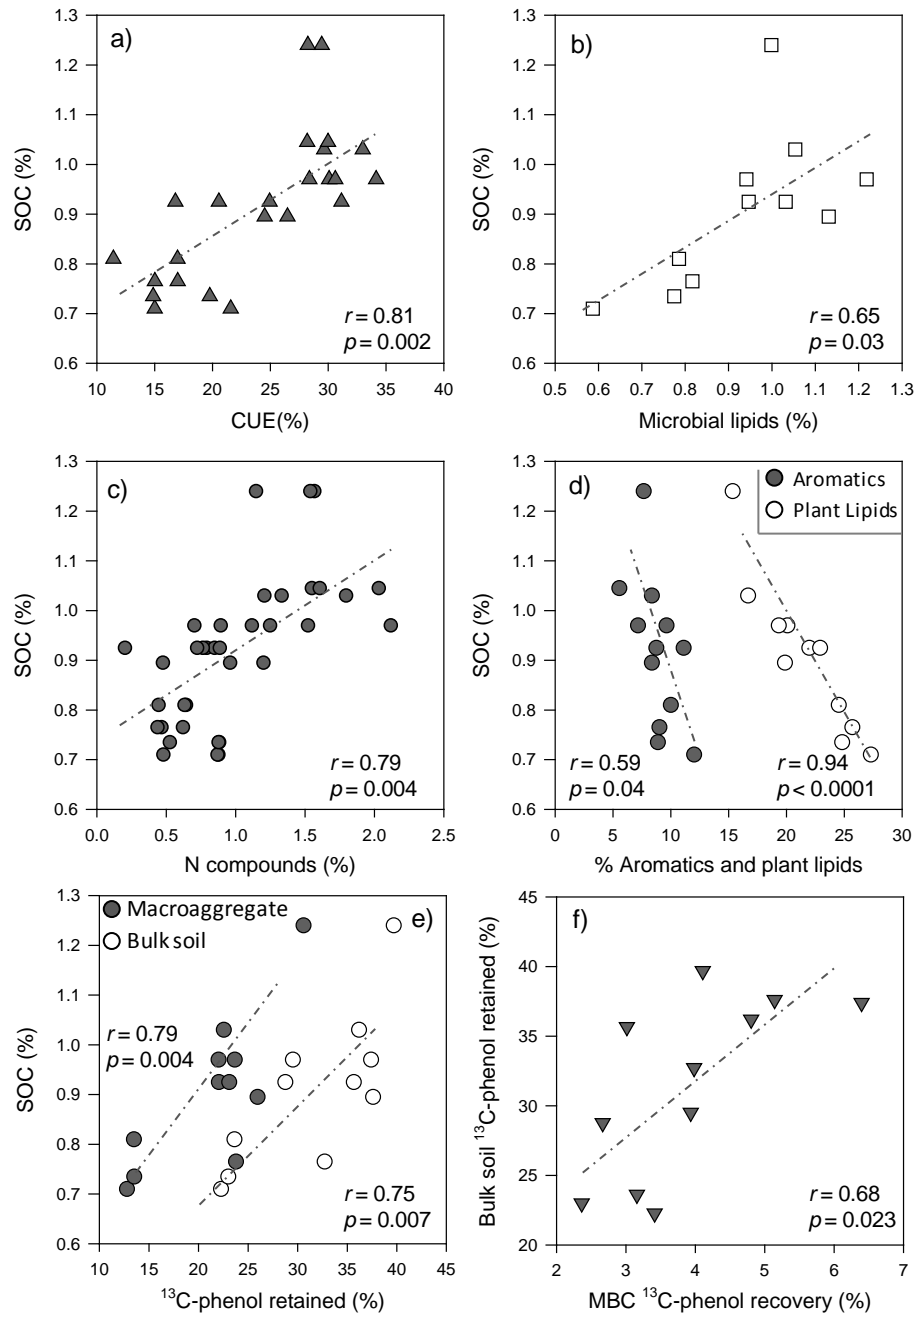 a)
1.3
1.2
1.1
1.0
0.9
0.8
0.7
0.6
SOC (%)
r = 0.81
p = 0.002
10 15 20 25 30 35 40
CUE(%)
b)
1.3
1.2
1.1
1.0
0.9
0.8
0.7
0.6
SOC (%)
r = 0.65
p = 0.03
0.5 0.6 0.7 0.8 0.9 1.0 1.1 1.2 1.3
Microbial lipids (%)
c)
1.3
1.2
1.1
1.0
0.9
0.8
0.7
0.6
SOC (%)
r = 0.79
p = 0.004
0.0 0.5 1.0 1.5 2.0 2.5
N compounds (%)
d)
Aromatics
Plant Lipids
1.3
1.2
1.1
1.0
0.9
0.8
0.7
0.6
SOC (%)
r = 0.59
p = 0.04
r = 0.94
p < 0.0001
0 5 10 15 20 25 30
% Aromatics and plant lipids
e)
Macroaggregate
Bulk soil
1.3
1.2
1.1
1.0
0.9
0.8
0.7
0.6
SOC (%)
r = 0.79
p = 0.004
r = 0.75
p = 0.007
10 15 20 25 30 35 40 45
¹³C-phenol retained (%)
f)
45
40
35
30
25
20
Bulk soil ¹³C-phenol retained (%)
r = 0.68
p = 0.023
2 3 4 5 6 7
MBC ¹³C-phenol recovery (%)